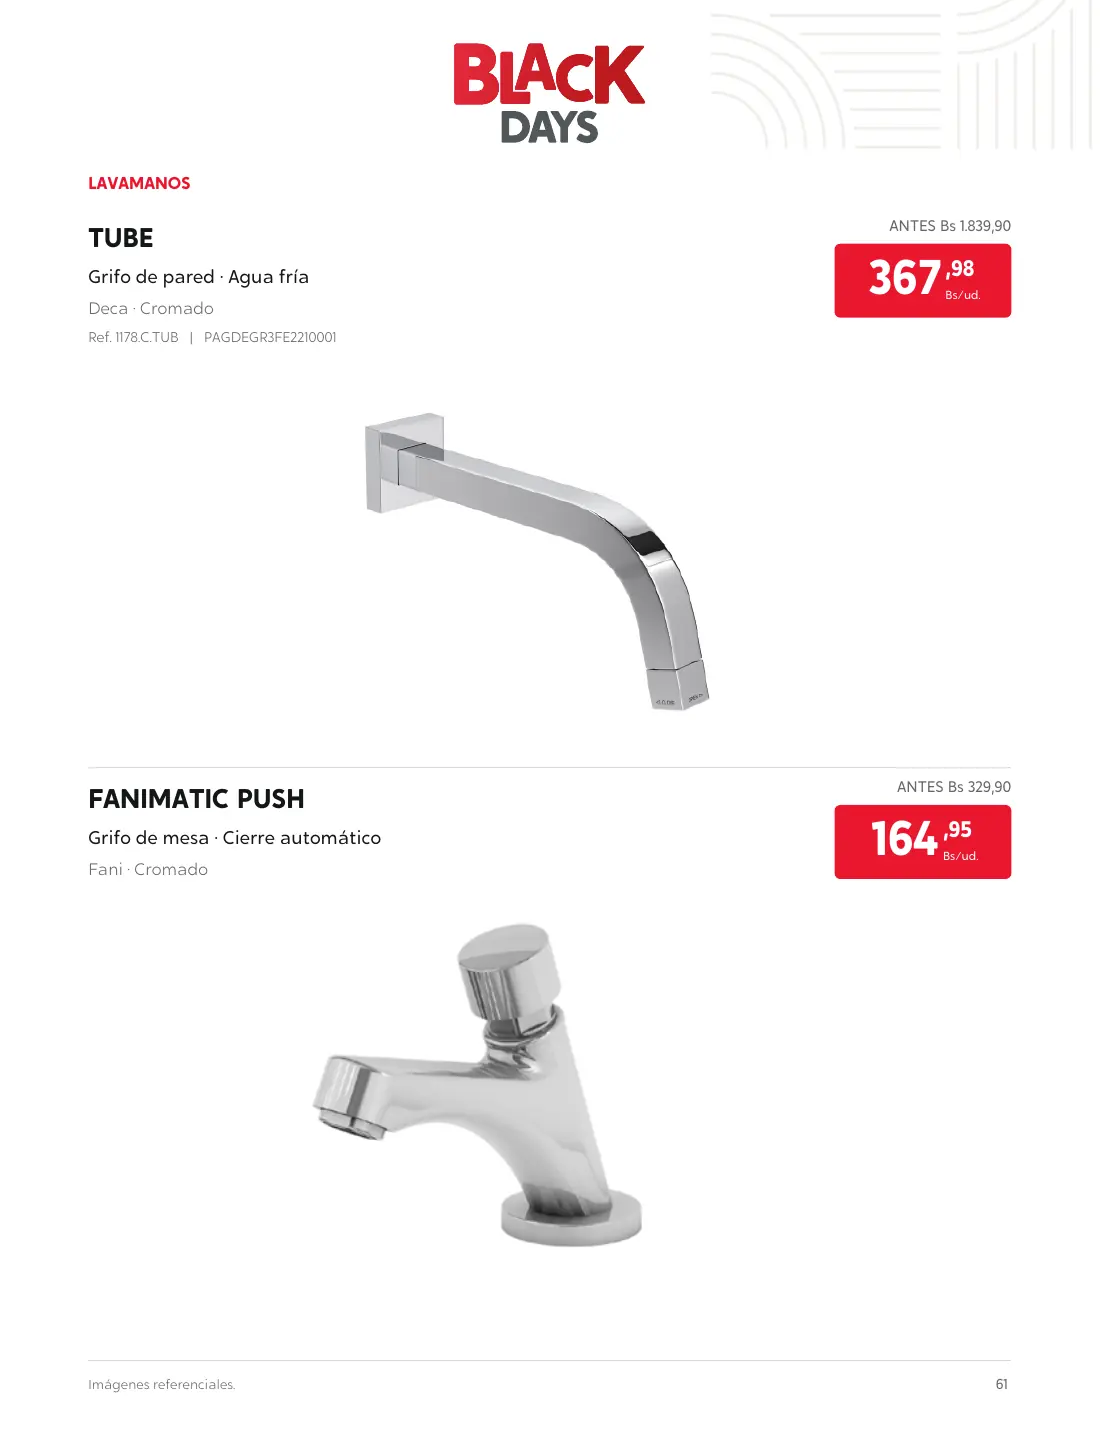 BLACK
DAYS
LAVAMANOS
TUBE
ANTES Bs 1.839,90
367,98
Bs/ud.
Grifo de pared · Agua fría
Deca · Cromado
Ref. 1178.C.TUB | PAGDEGR3FE2210001
FANIMATIC PUSH
ANTES Bs 329,90
164,95
Bs/ud.
Grifo de mesa · Cierre automático
Fani · Cromado
Imágenes referenciales.
61